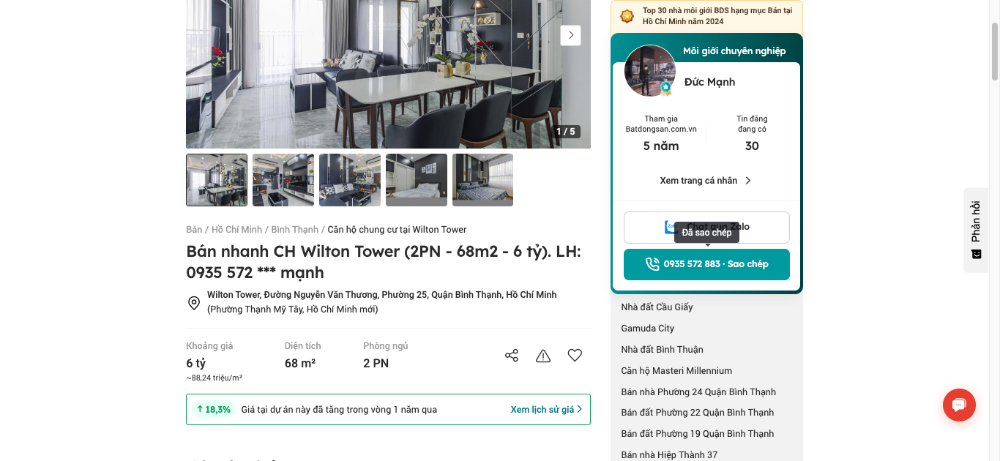 1 / 5
Bán / Hồ Chí Minh / Bình Thạnh / Căn hộ chung cư tại Wilton Tower
Bán nhanh CH Wilton Tower (2PN - 68m2 - 6 tỷ). LH:
0935 572 *** mạnh
Wilton Tower, Đường Nguyễn Văn Thương, Phường 25, Quận Bình Thạnh, Hồ Chí Minh
(Phường Thạnh Mỹ Tây, Hồ Chí Minh mới)
Khoảng giá
6 tỷ
~88,24 triệu/m²
Diện tích
68 m²
Phòng ngủ
2 PN
18,3%
Giá tại dự án này đã tăng trong vòng 1 năm qua
Xem lịch sử giá
Top 30 nhà môi giới BDS hạng mục Bán tại
Hồ Chí Minh năm 2024
Môi giới chuyên nghiệp
Đức Mạnh
Tham gia
Batdongsan.com.vn
5 năm
Tin đăng
đang có
30
Xem trang cá nhân
Chat qua Zalo
Đã sao chép
0935 572 883 · Sao chép
Nhà đất Cầu Giấy
Gamuda City
Nhà đất Bình Thuận
Căn hộ Masteri Millennium
Bán nhà Phường 24 Quận Bình Thạnh
Bán đất Phường 22 Quận Bình Thạnh
Bán đất Phường 19 Quận Bình Thạnh
Bán nhà Hiệp Thành 37
Phản hồi